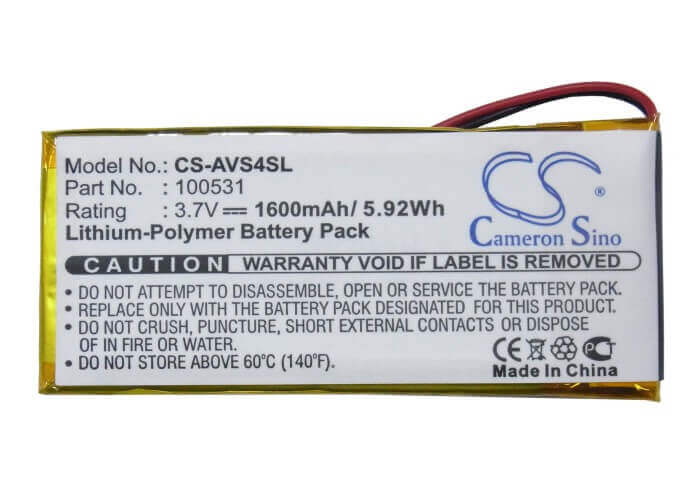 Model No.: CS-AVS4SL
Part No. : 100531
Rating : 3.7V 1600mAh/ 5.92Wh
Lithium-Polymer Battery Pack
CS
Cameron Sino
CAUTION WARRANTY VOID IF LABEL IS REMOVED
• DO NOT ATTEMPT TO DISASSEMBLE, OPEN OR SERVICE THE BATTERY.
• REPLACE ONLY WITH THE BATTERY PACK DESIGNATED FOR THE PRODUCT.
• DO NOT CRUSH, PUNCTURE, SHORT EXTERNAL CONTACTS OR DISPOSE
IN FIRE OR WATER.
• DO NOT STORE ABOVE 60°C (140°F).
CE
Made In China